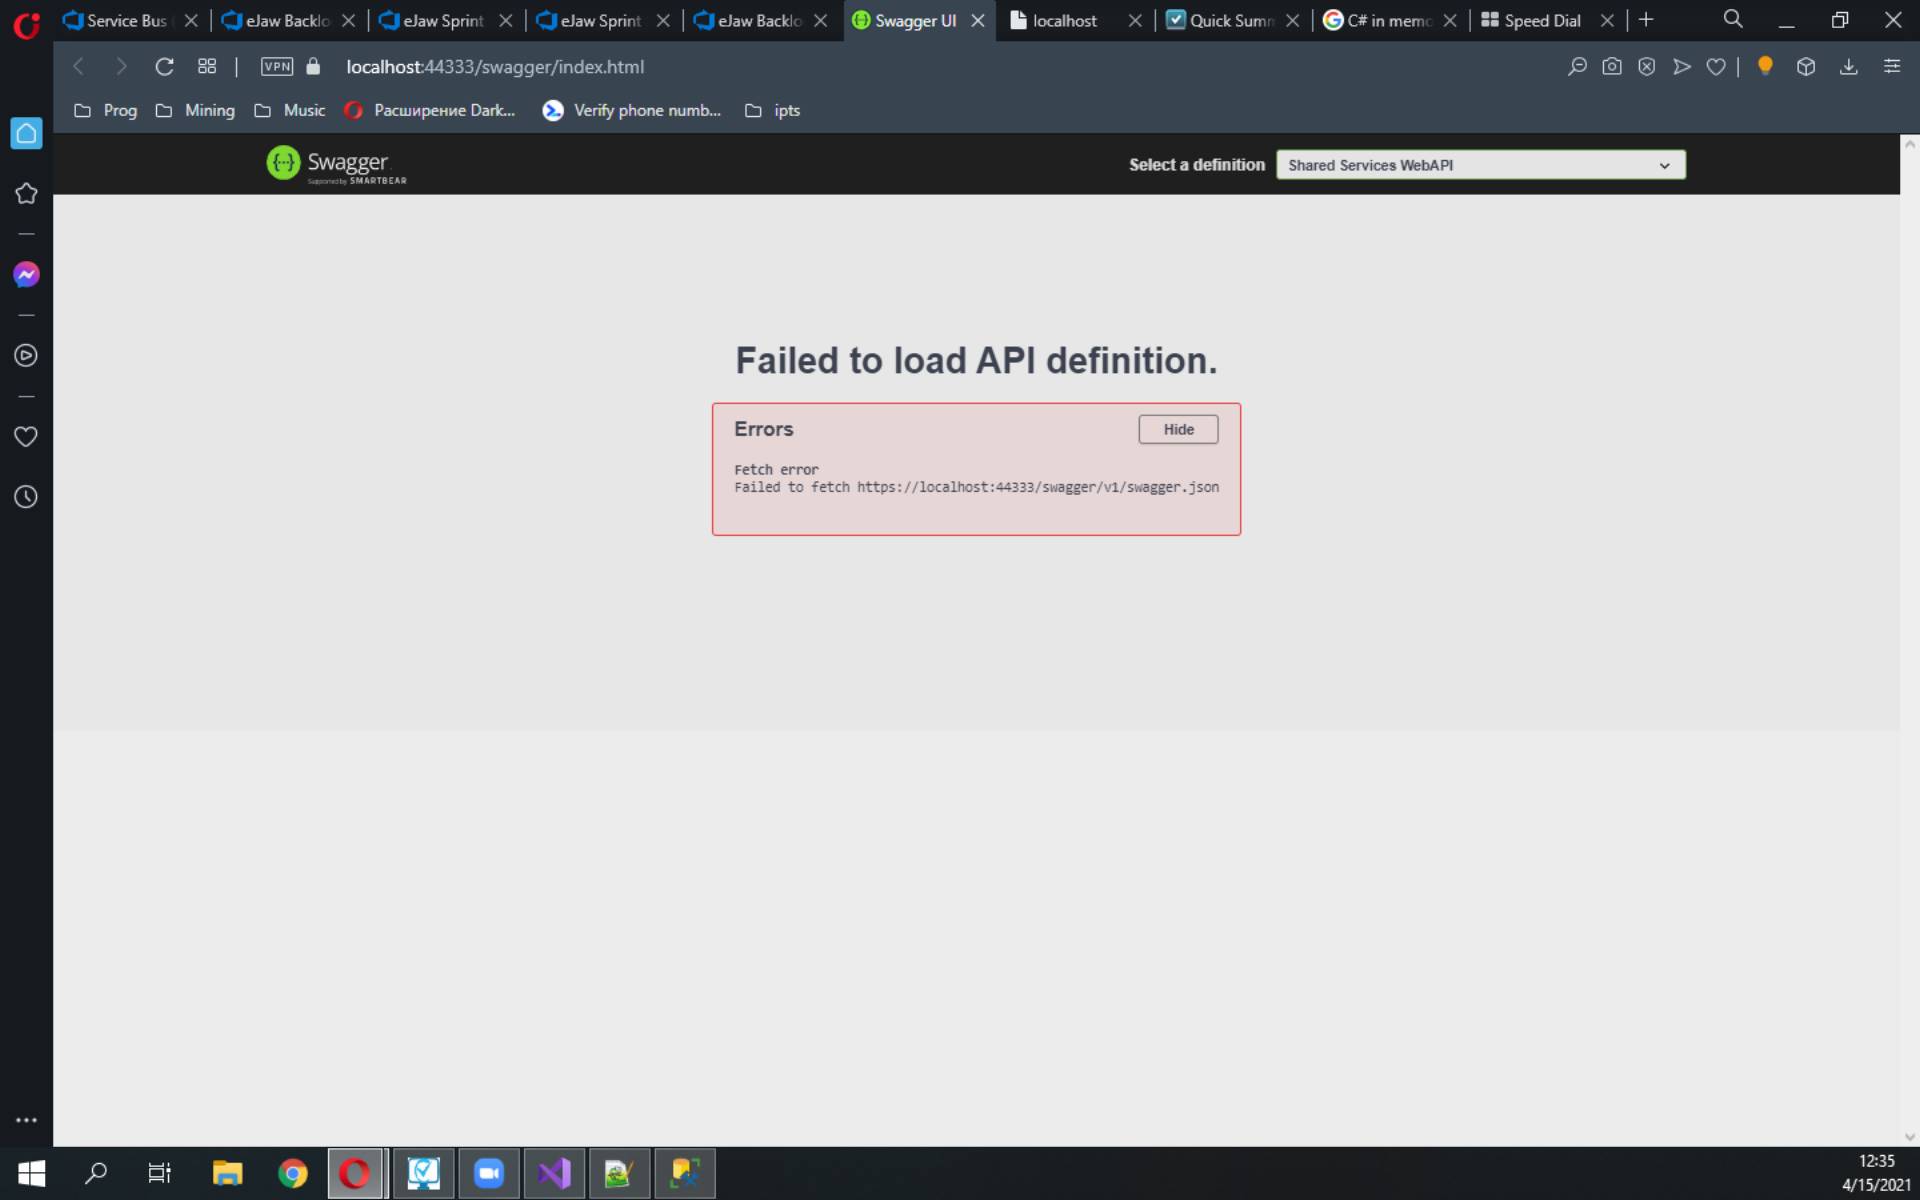 Service Bus
eJaw Backlo
eJaw Sprint
eJaw Sprint
eJaw Backlo
Swagger UI
localhost
Quick Summ
C# in memo
Speed Dial
VPN
localhost:44333/swagger/index.html
Prog
Mining
Music
Расширение Dark...
Verify phone numb...
ipts
Swagger
Supported by SMARTBEAR
Select a definition
Shared Services WebAPI
Failed to load API definition.
Errors
Hide
Fetch error
Failed to fetch https://localhost:44333/swagger/v1/swagger.json
12:35
4/15/2021